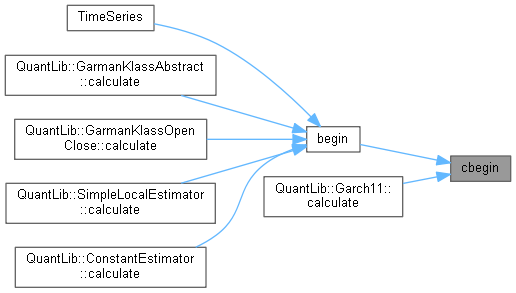 TimeSeries
QuantLib::GarmanKlassAbstract
::calculate
QuantLib::GarmanKlassOpen
Close::calculate
begin
cbegin
QuantLib::SimpleLocalEstimator
::calculate
QuantLib::Garch11::
calculate
QuantLib::ConstantEstimator
::calculate